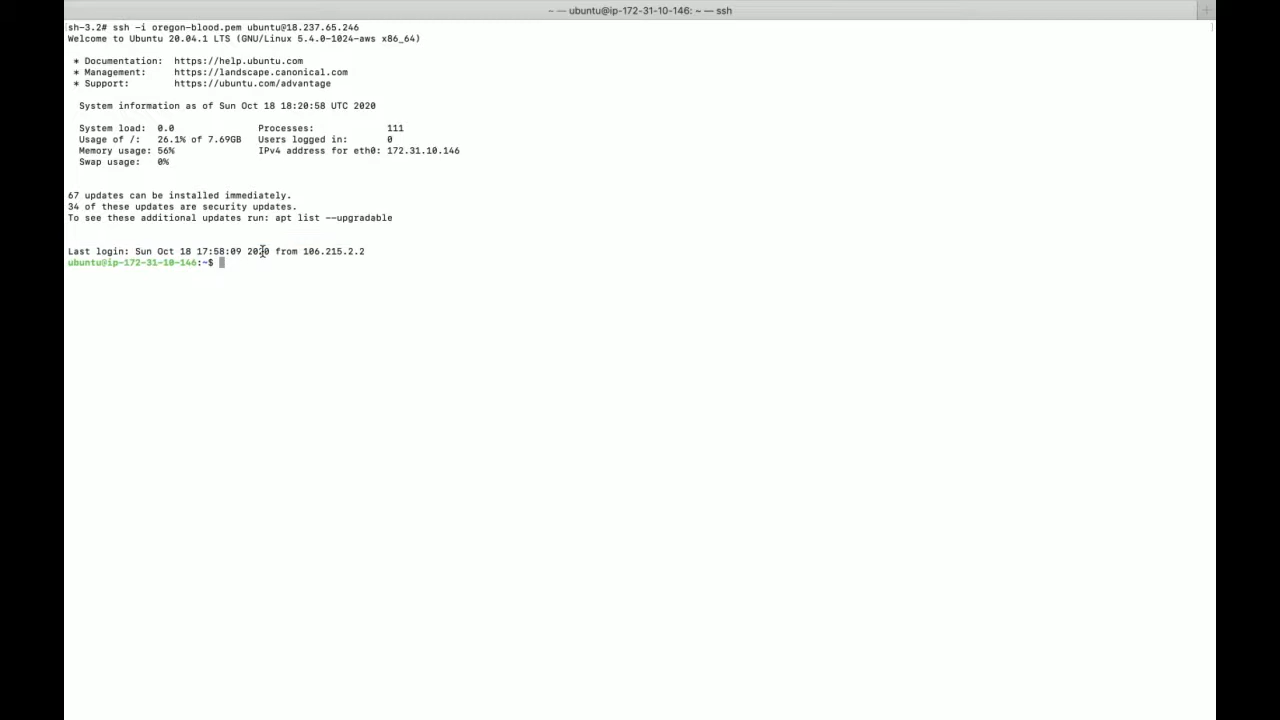 ~ — ubuntu@ip-172-31-10-146: ~ — ssh
sh-3.2# ssh -i oregon-blood.pem ubuntu@18.237.65.246
Welcome to Ubuntu 20.04.1 LTS (GNU/Linux 5.4.0-1024-aws x86_64)
* Documentation:  https://help.ubuntu.com
* Management:     https://landscape.canonical.com
* Support:        https://ubuntu.com/advantage
System information as of Sun Oct 18 18:20:58 UTC 2020
System load:  0.0               Processes:             111
Usage of /:   26.1% of 7.69GB   Users logged in:       0
Memory usage: 56%               IPv4 address for eth0: 172.31.10.146
Swap usage:   0%
67 updates can be installed immediately.
34 of these updates are security updates.
To see these additional updates run: apt list --upgradable
Last login: Sun Oct 18 17:58:09 2020 from 106.215.2.2
ubuntu@ip-172-31-10-146:~$